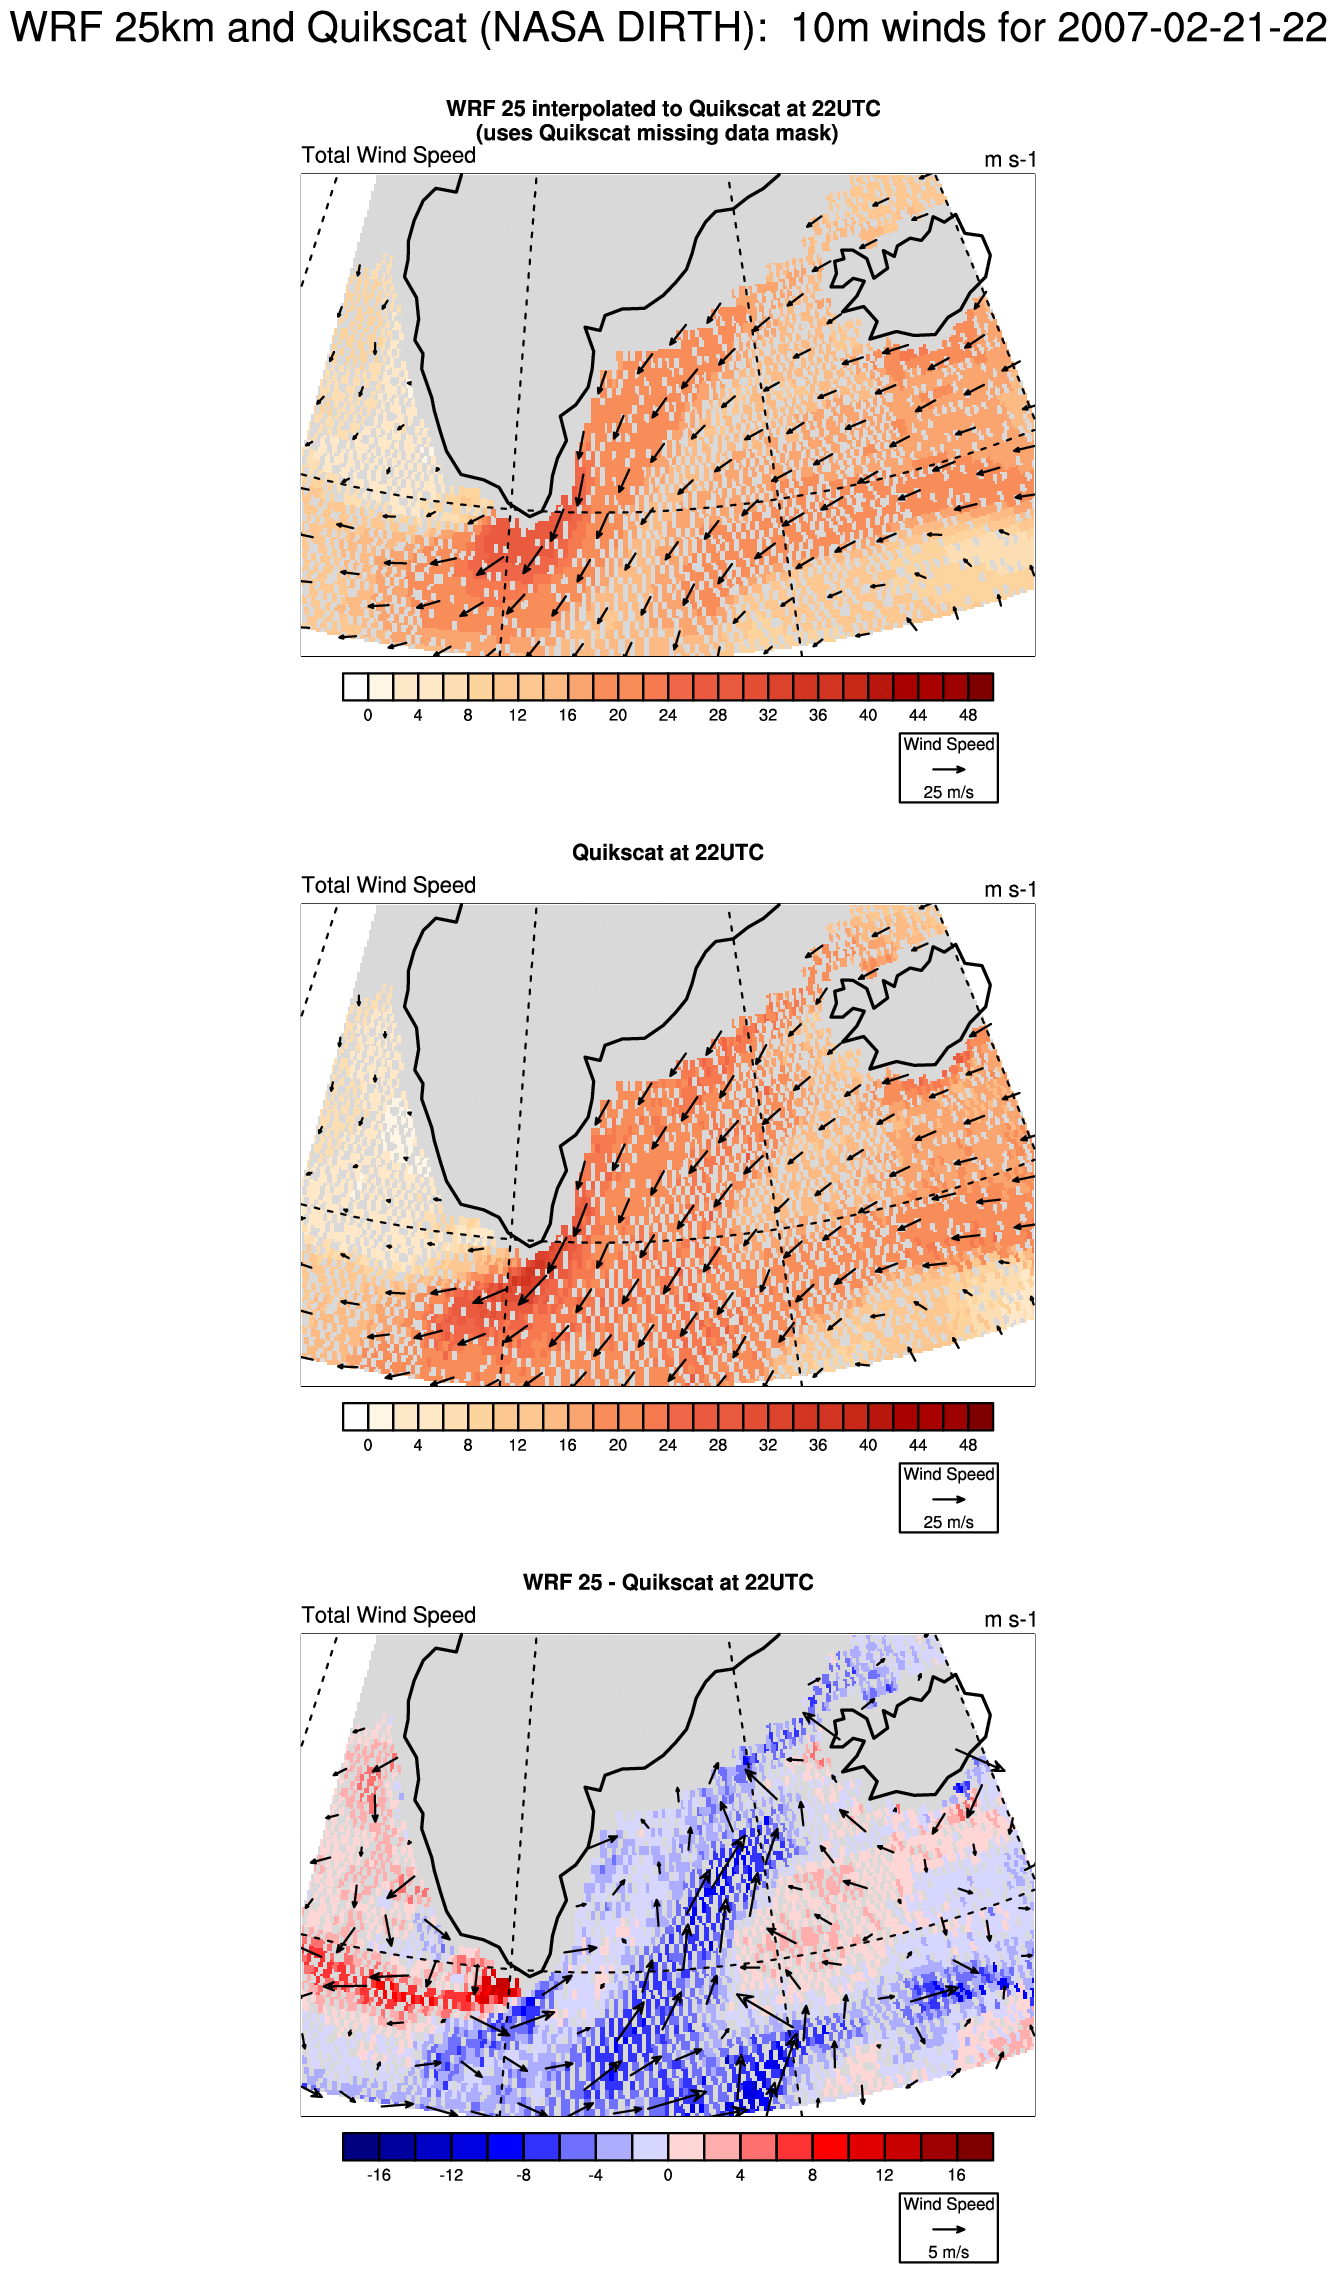 WRF 25km and Quikscat (NASA DIRTH): 10m winds for 2007-02-21-22
WRF 25 interpolated to Quikscat at 22UTC
(uses Quikscat missing data mask)
Total Wind Speed m s-1
0 4 8 12 16 20 24 28 32 36 40 44 48
Wind Speed
25 m/s
Quikscat at 22UTC
Total Wind Speed m s-1
0 4 8 12 16 20 24 28 32 36 40 44 48
Wind Speed
25 m/s
WRF 25 - Quikscat at 22UTC
Total Wind Speed m s-1
-16 -12 -8 -4 0 4 8 12 16
Wind Speed
5 m/s